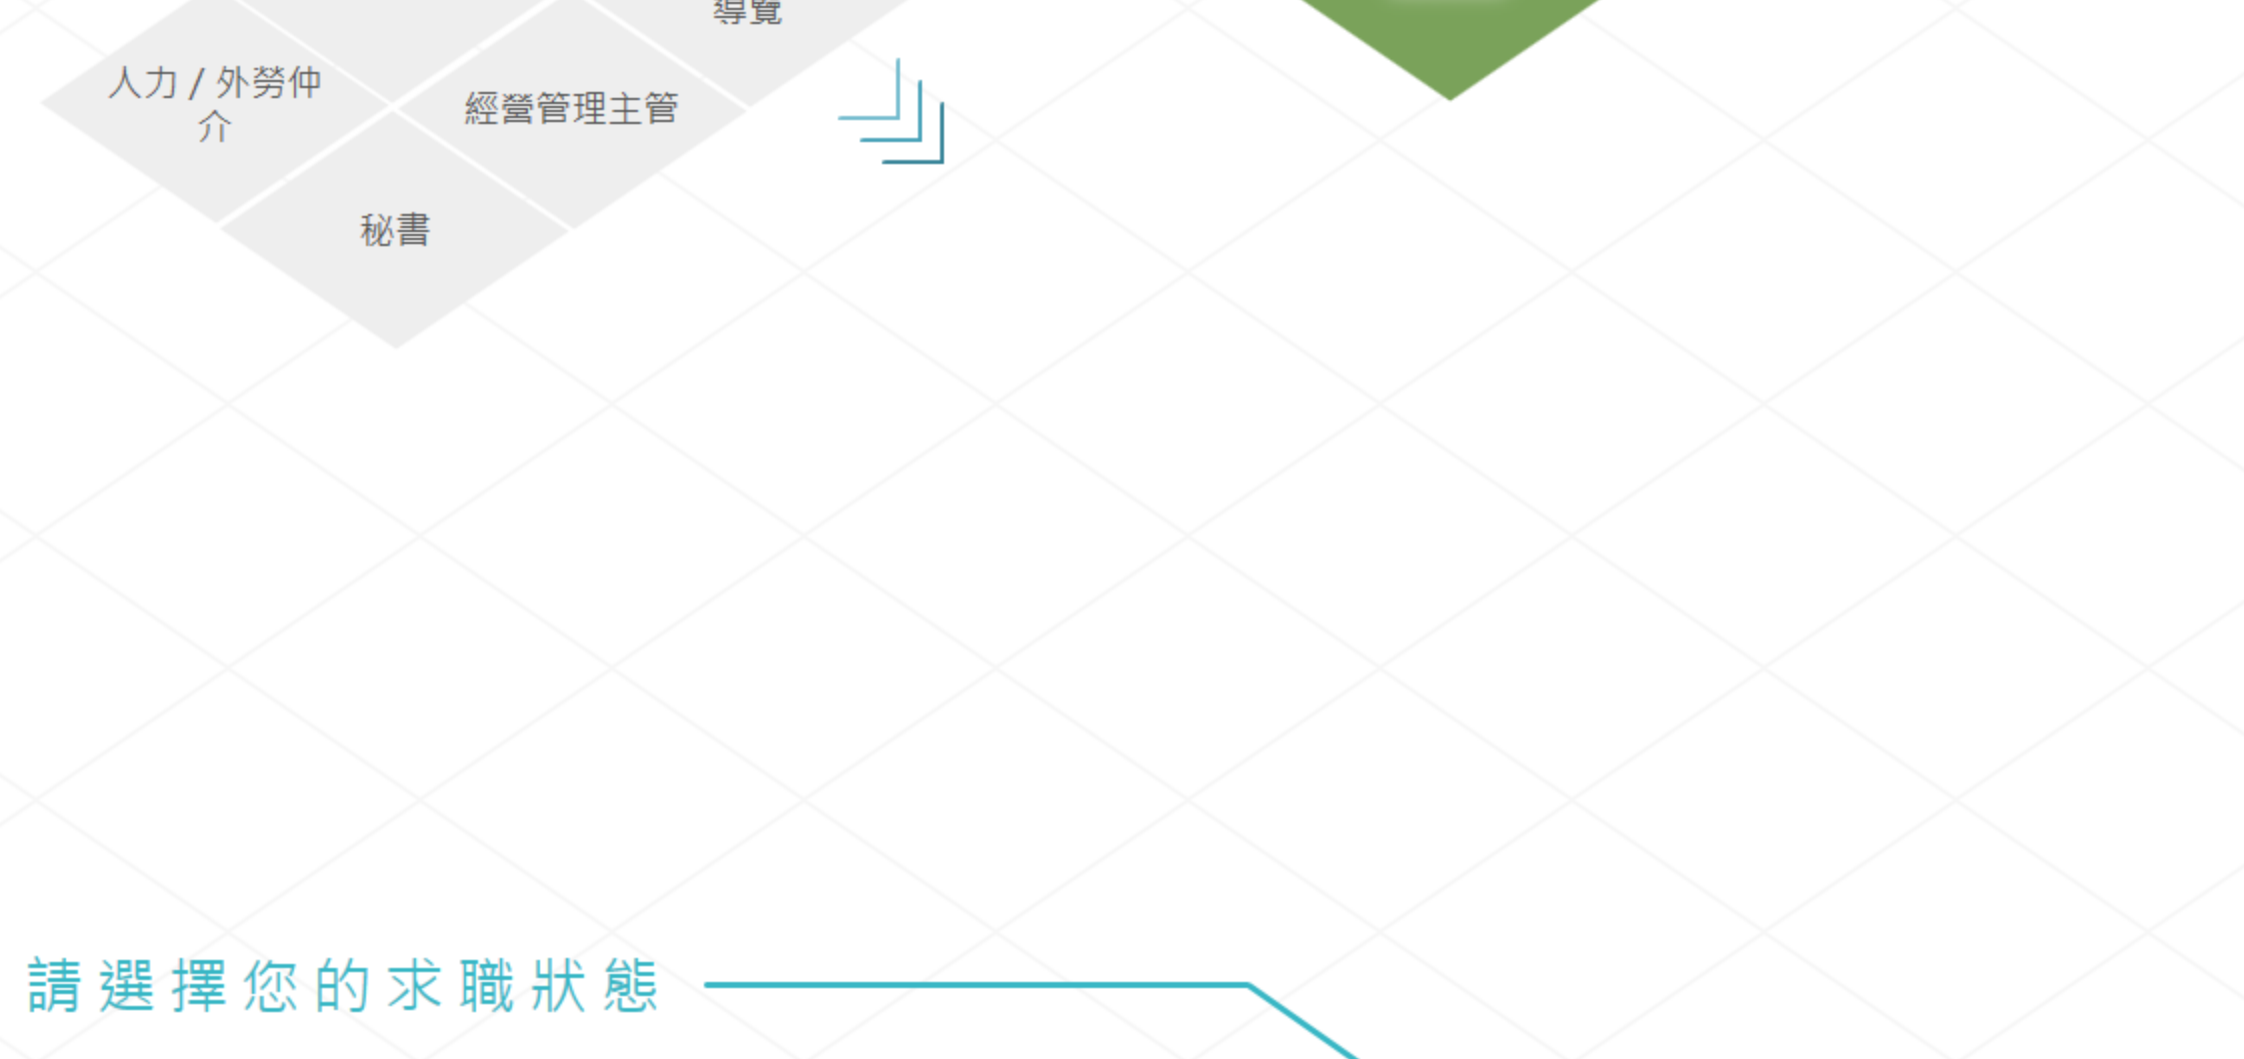 導覽
人力 / 外勞仲
介
經營管理主管
秘書
請選擇您的求職狀態